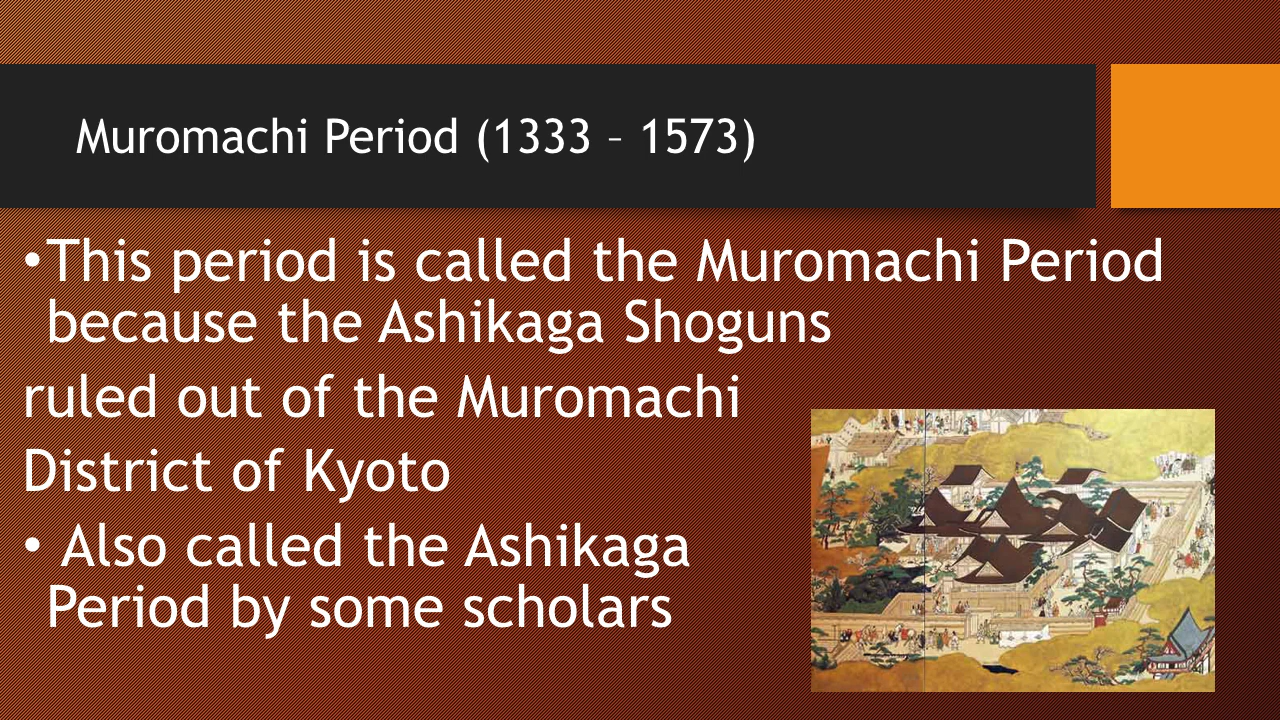 Muromachi Period (1333 – 1573)
•This period is called the Muromachi Period
because the Ashikaga Shoguns
ruled out of the Muromachi
District of Kyoto
• Also called the Ashikaga
Period by some scholars